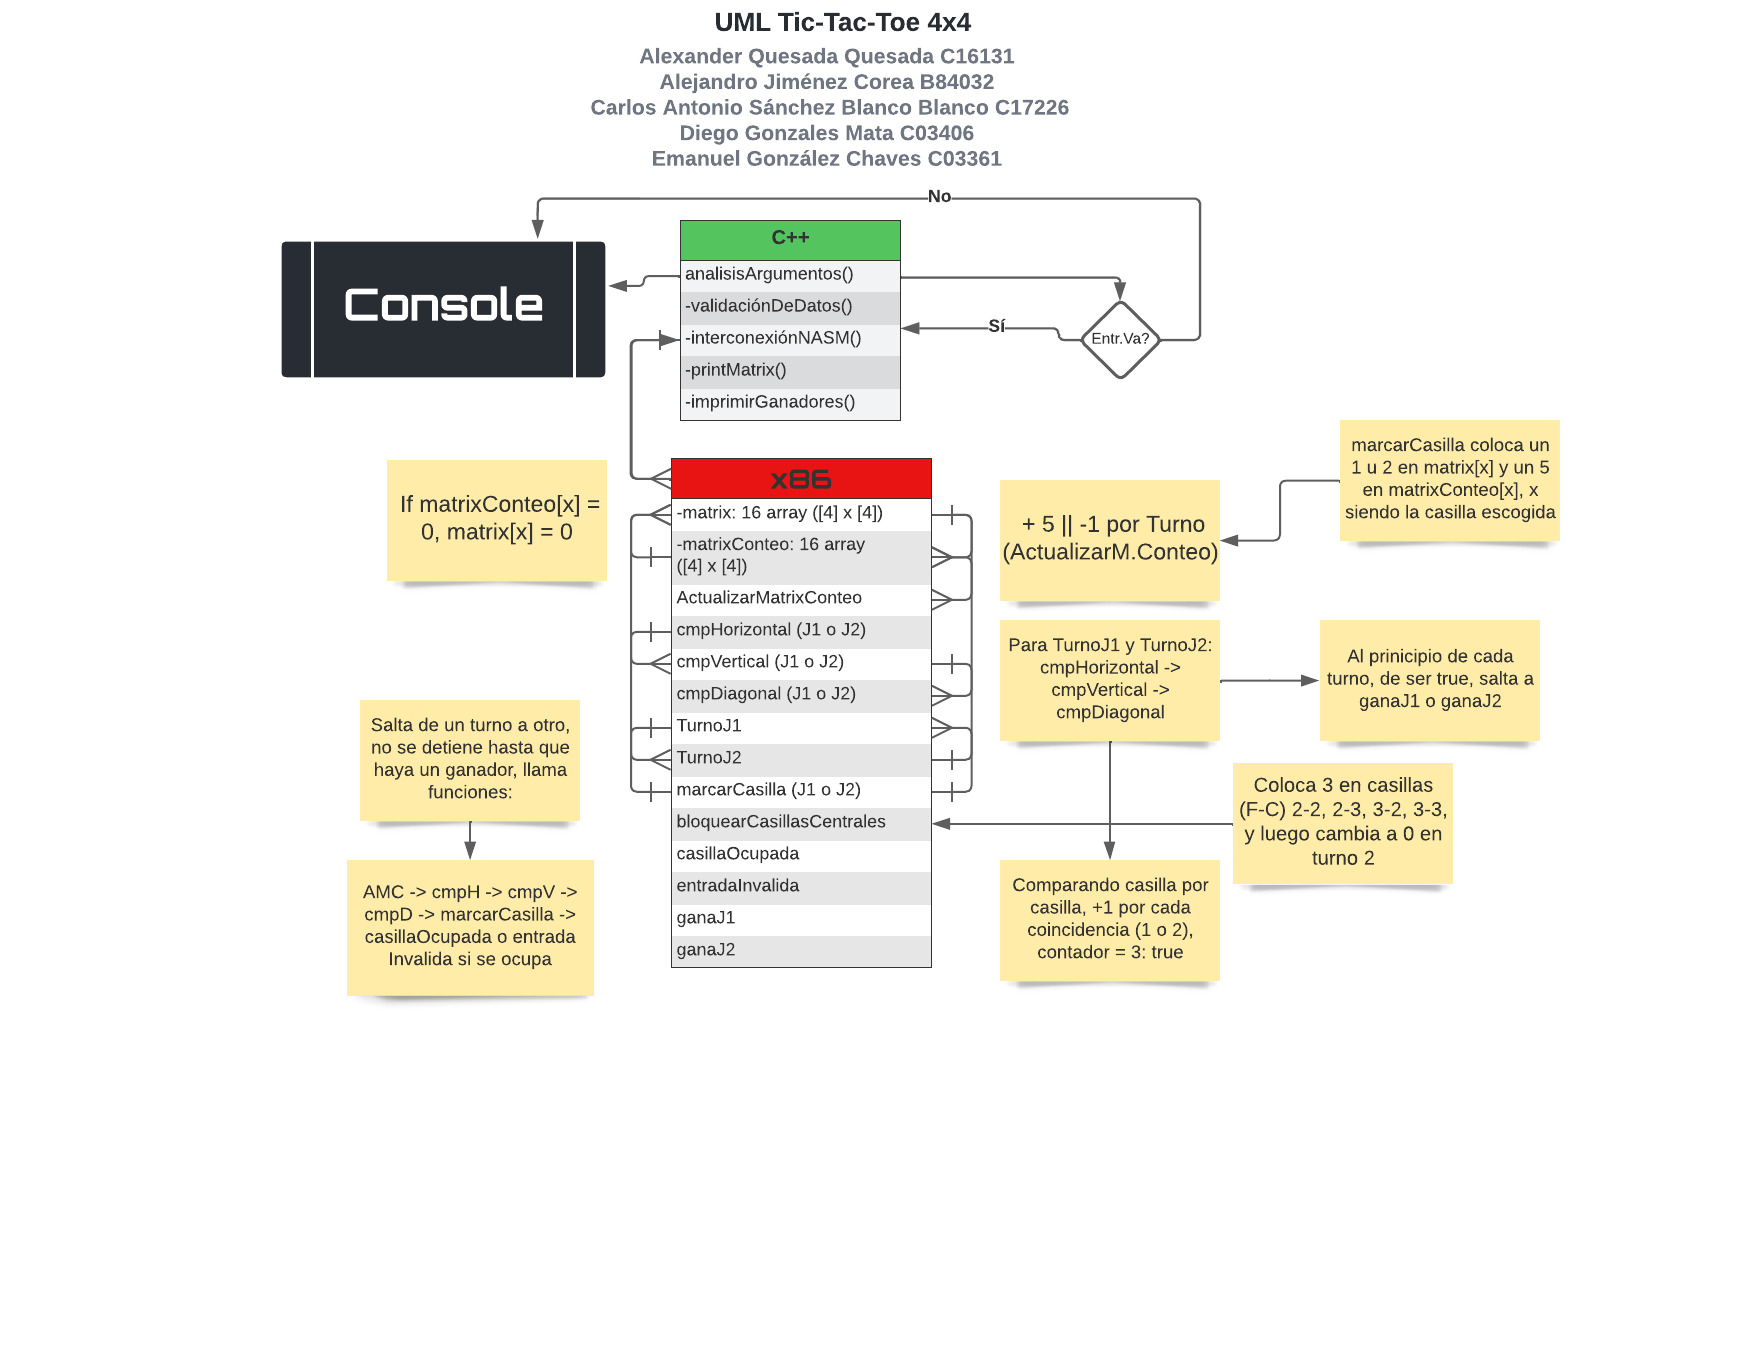 UML Tic-Tac-Toe 4x4
Alexander Quesada Quesada C16131
Alejandro Jiménez Corea B84032
Carlos Antonio Sánchez Blanco Blanco C17226
Diego Gonzales Mata C03406
Emanuel González Chaves C03361
No
Console
C++
analisisArgumentos()
-validaciónDeDatos()
-interconexiónNASM()
-printMatrix()
-imprimirGanadores()
Sí
Entr.Va?
If matrixConteo[x] =
0, matrix[x] = 0
x86
-matrix: 16 array ([4] x [4])
-matrixConteo: 16 array
([4] x [4])
ActualizarMatrixConteo
cmpHorizontal (J1 o J2)
cmpVertical (J1 o J2)
cmpDiagonal (J1 o J2)
TurnoJ1
TurnoJ2
marcarCasilla (J1 o J2)
bloquearCasillasCentrales
casillaOcupada
entradaInvalida
ganaJ1
ganaJ2
+ 5 || -1 por Turno
(ActualizarM.Conteo)
marcarCasilla coloca un
1 u 2 en matrix[x] y un 5
en matrixConteo[x], x
siendo la casilla escogida
Para TurnoJ1 y TurnoJ2:
cmpHorizontal ->
cmpVertical ->
cmpDiagonal
Al prinicipio de cada
turno, de ser true, salta a
ganaJ1 o ganaJ2
Salta de un turno a otro,
no se detiene hasta que
haya un ganador, llama
funciones:
Coloca 3 en casillas
(F-C) 2-2, 2-3, 3-2, 3-3,
y luego cambia a 0 en
turno 2
AMC -> cmpH -> cmpV ->
cmpD -> marcarCasilla ->
casillaOcupada o entrada
Invalida si se ocupa
Comparando casilla por
casilla, +1 por cada
coincidencia (1 o 2),
contador = 3: true